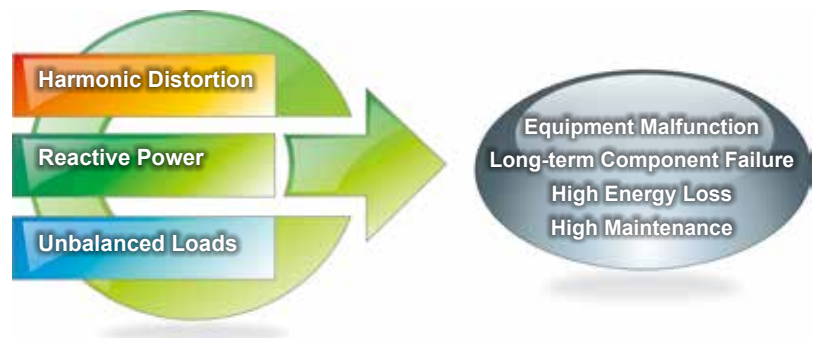 Harmonic Distortion
Reactive Power
Unbalanced Loads
Equipment Malfunction
Long-term Component Failure
High Energy Loss
High Maintenance